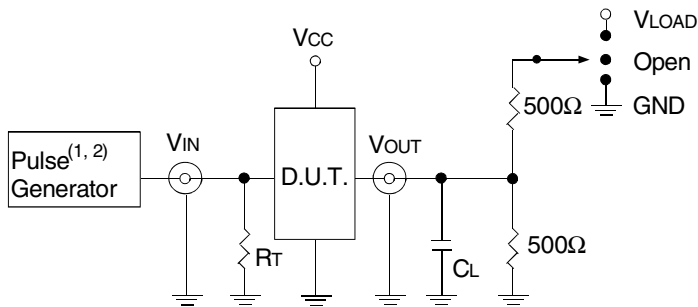 VLOAD
VCC
Open
GND
500Ω
VIN
VOUT
Pulse(1, 2)
Generator
D.U.T.
RT
CL
500Ω